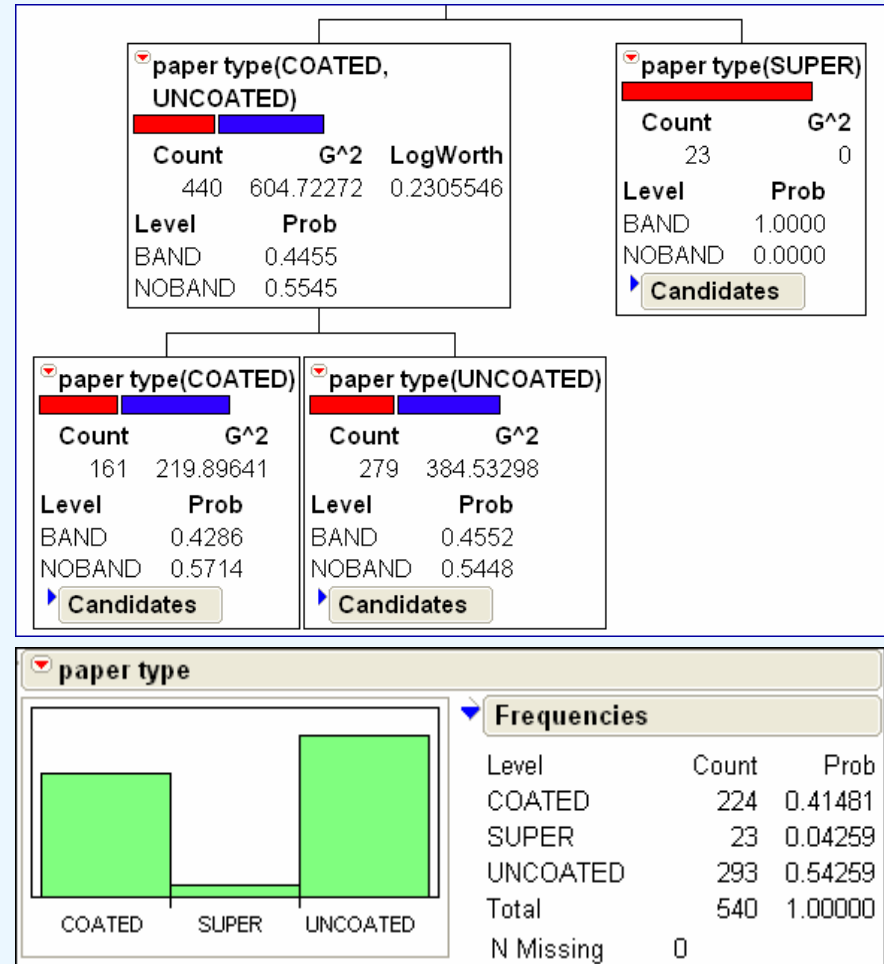 paper type(COATED,
UNCOATED)
Count G^2 LogWorth
440 604.72272 0.2305546
Level Prob
BAND 0.4455
NOBAND 0.5545
paper type(SUPER)
Count G^2
23 0
Level Prob
BAND 1.0000
NOBAND 0.0000
Candidates
paper type(COATED)
Count G^2
161 219.89641
Level Prob
BAND 0.4286
NOBAND 0.5714
Candidates
paper type(UNCOATED)
Count G^2
279 384.53298
Level Prob
BAND 0.4552
NOBAND 0.5448
Candidates
paper type
COATED SUPER UNCOATED
Frequencies
Level Count Prob
COATED 224 0.41481
SUPER 23 0.04259
UNCOATED 293 0.54259
Total 540 1.00000
N Missing 0